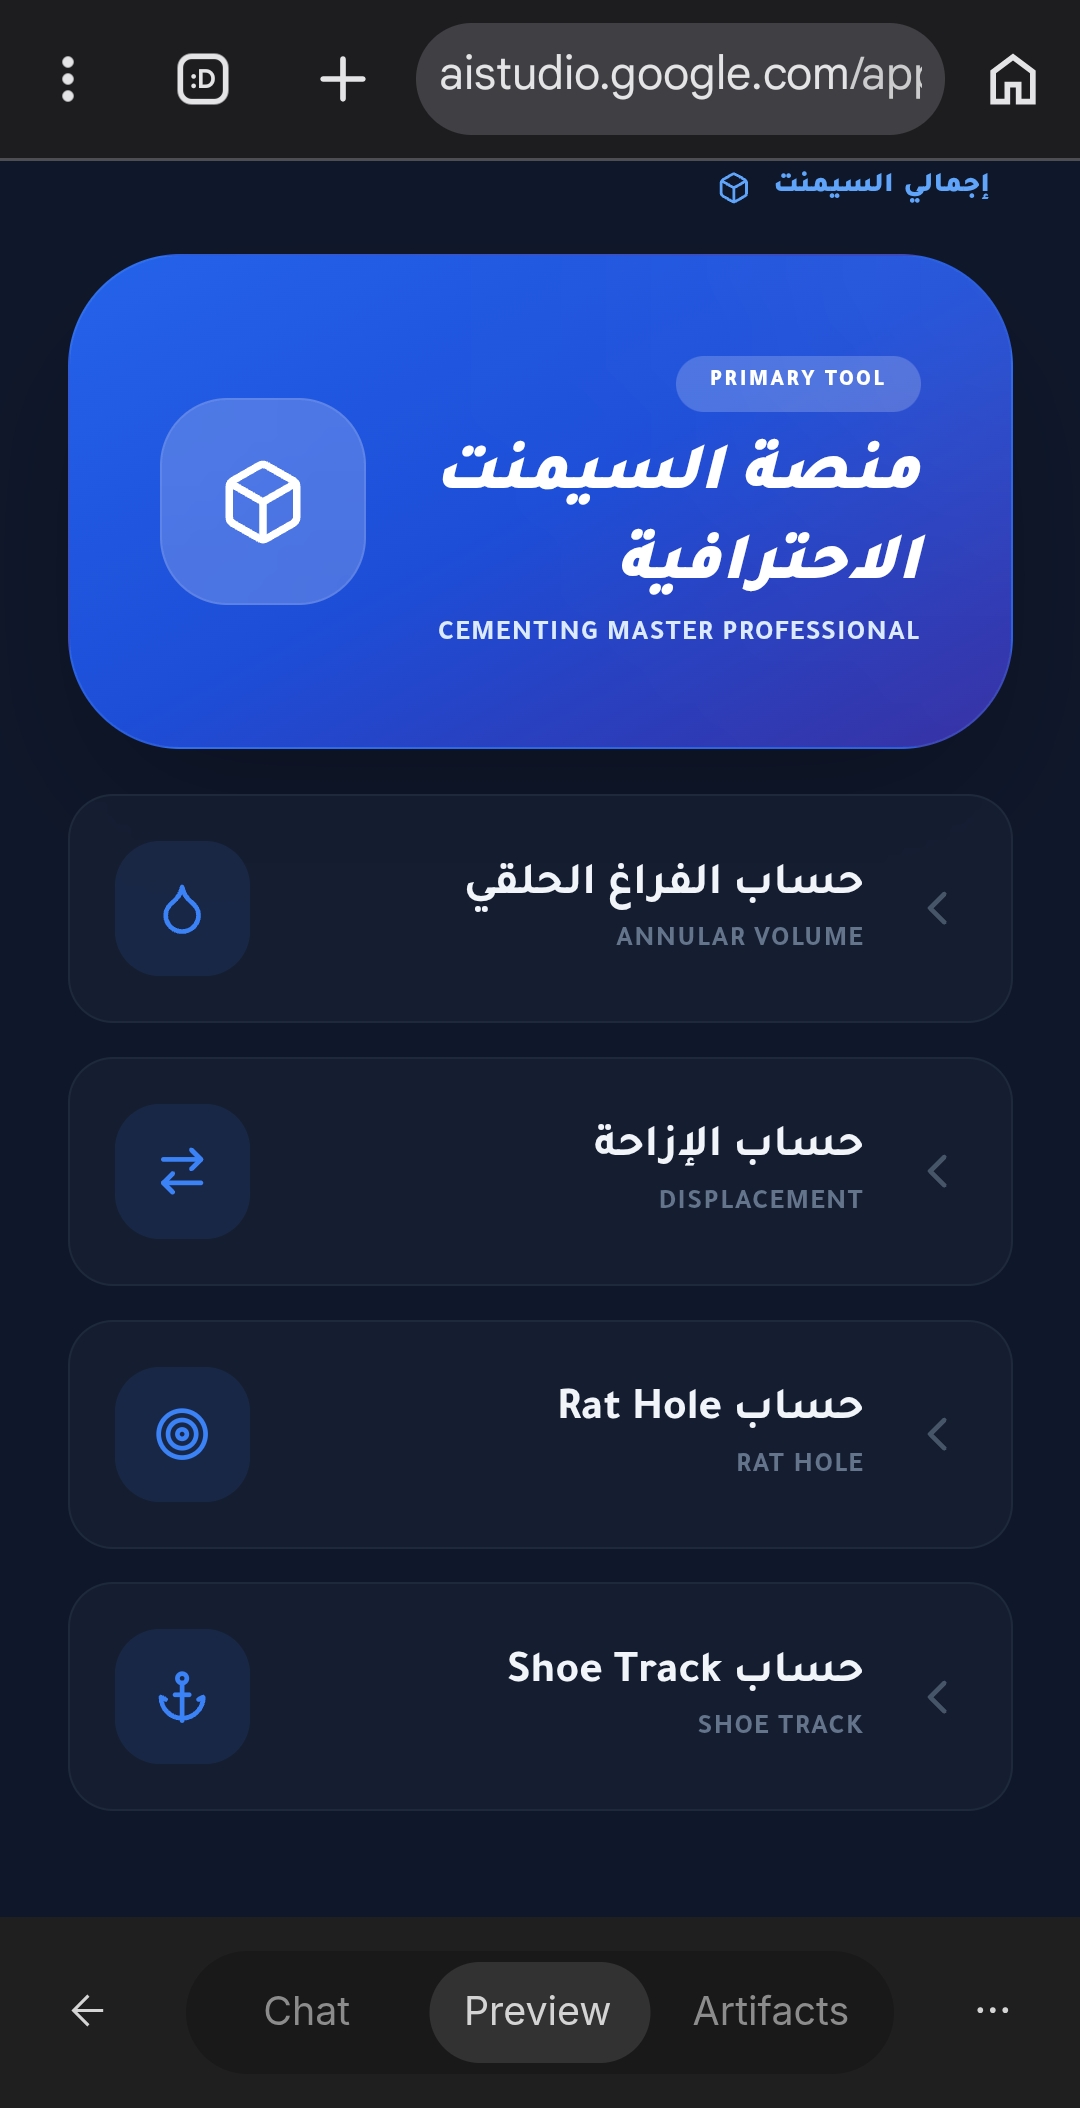 :D
aistudio.google.com/app
إجمالي السيمنت
PRIMARY TOOL
منصة السيمنت
الاحترافية
CEMENTING MASTER PROFESSIONAL
حساب الفراغ الحلقي
ANNULAR VOLUME
حساب الإزاحة
DISPLACEMENT
حساب Rat Hole
RAT HOLE
حساب Shoe Track
SHOE TRACK
Chat
Preview
Artifacts